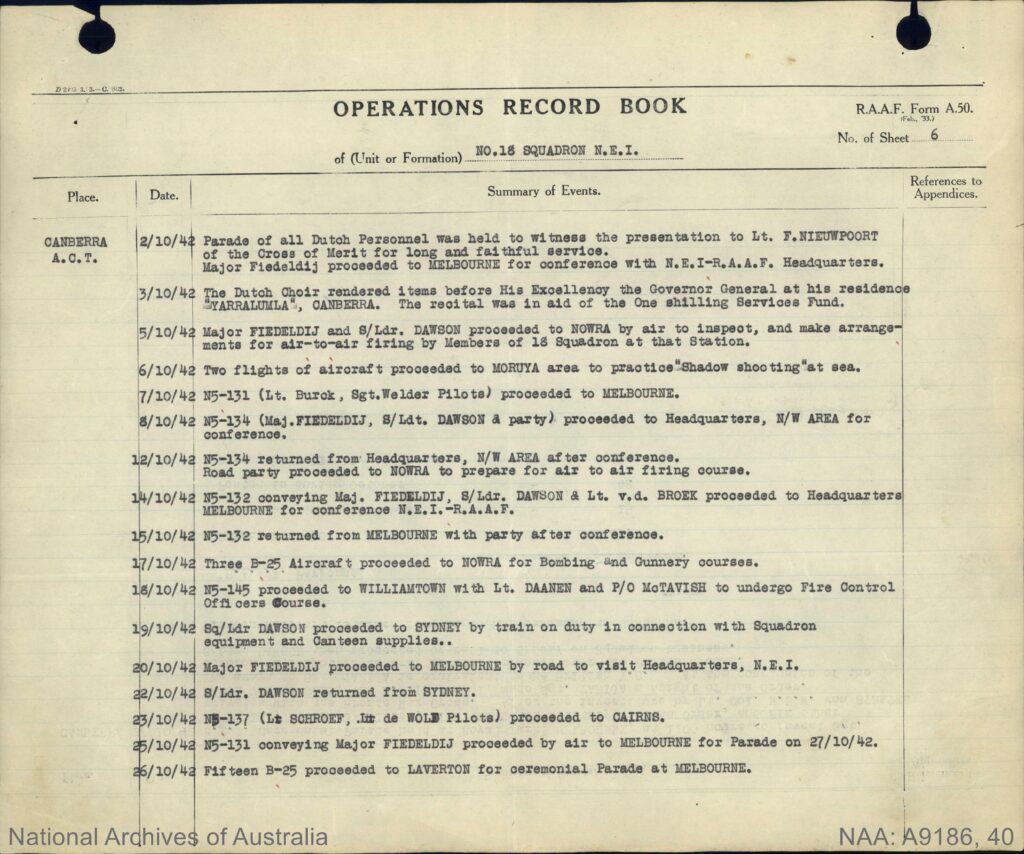 OPERATIONS RECORD BOOK
R.A.A.F. Form A.50.
(Feb., '33.)
No. of Sheet 6
of (Unit or Formation) NO.18 SQUADRON N.E.I.
Place. Date. Summary of Events. References to Appendices.
CANBERRA
A.C.T.
2/10/42 Parade of all Dutch Personnel was held to witness the presentation to Lt. F.NIEUWPOORT
of the Cross of Merit for long and faithful service.
Major Fiedeldij proceeded to MELBOURNE for conference with N.E.I-R.A.A.F. Headquarters.
3/10/42 The Dutch Choir rendered items before His Excellency the Governor General at his residence
"YARRALUMLA", CANBERRA. The recital was in aid of the One shilling Services Fund.
5/10/42 Major FIEDELDIJ and S/Ldr. DAWSON proceeded to NOWRA by air to inspect, and make arrange-
ments for air-to-air firing by Members of 18 Squadron at that Station.
6/10/42 Two flights of aircraft proceeded to MORUYA area to practice "Shadow shooting" at sea.
7/10/42 N5-131 (Lt. Burck, Sgt.Welder Pilots) proceeded to MELBOURNE.
8/10/42 N5-134 (Maj.FIEDELDIJ, S/Ldt. DAWSON & party) proceeded to Headquarters, N/W AREA for
conference.
12/10/42 N5-134 returned from Headquarters, N/W AREA after conference.
Road party proceeded to NOWRA to prepare for air to air firing course.
14/10/42 N5-132 conveying Maj. FIEDELDIJ, S/Ldr. DAWSON & Lt. v.d. BROEK proceeded to Headquarters
MELBOURNE for conference N.E.I.-R.A.A.F.
15/10/42 N5-132 returned from MELBOURNE with party after conference.
17/10/42 Three B-25 Aircraft proceeded to NOWRA for Bombing and Gunnery courses.
18/10/42 N5-145 proceeded to WILLIAMTOWN with Lt. DAANEN and P/O McTAVISH to undergo Fire Control
Officers Course.
19/10/42 Sq/Ldr DAWSON proceeded to SYDNEY by train on duty in connection with Squadron
equipment and Canteen supplies..
20/10/42 Major FIEDELDIJ proceeded to MELBOURNE by road to visit Headquarters, N.E.I.
22/10/42 S/Ldr. DAWSON returned from SYDNEY.
23/10/42 N5-137 (Lt SCHROEF, Lt de WOLF Pilots) proceeded to CAIRNS.
25/10/42 N5-131 conveying Major FIEDELDIJ proceeded by air to MELBOURNE for Parade on 27/10/42.
26/10/42 Fifteen B-25 proceeded to LAVERTON for ceremonial Parade at MELBOURNE.
National Archives of Australia
NAA: A9186, 40